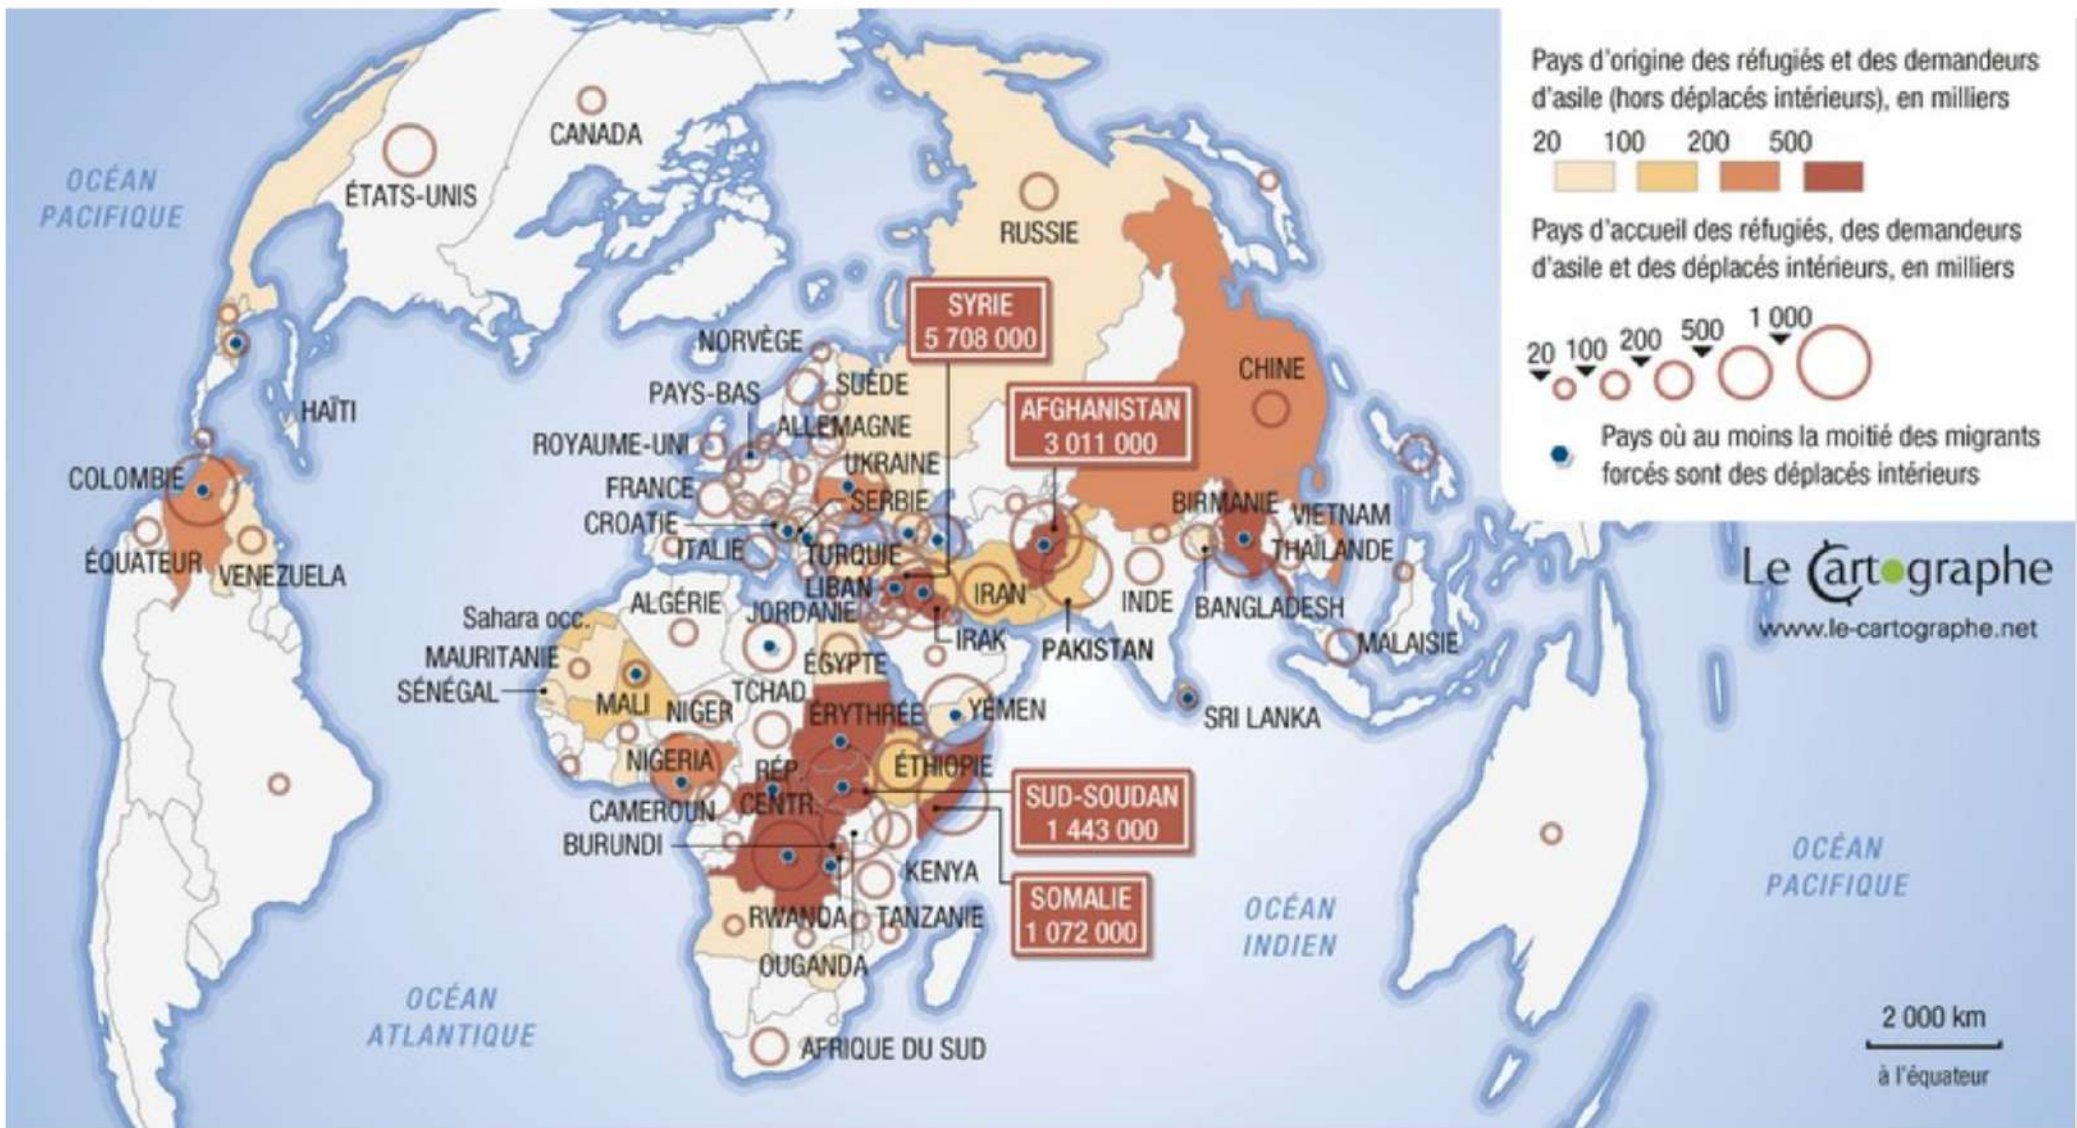 Pays d'origine des réfugiés et des demandeurs
d'asile (hors déplacés intérieurs), en milliers
20 100 200 500
Pays d'accueil des réfugiés, des demandeurs
d'asile et des déplacés intérieurs, en milliers
20 100 200 500 1 000
Pays où au moins la moitié des migrants
forcés sont des déplacés intérieurs
Le Cartographe
www.le-cartographe.net
2 000 km
à l'équateur
OCÉAN
PACIFIQUE
CANADA
ÉTATS-UNIS
RUSSIE
SYRIE
5 708 000
NORVÈGE
SUÈDE
PAYS-BAS
CHINE
HAÏTI
AFGHANISTAN
3 011 000
ALLEMAGNE
ROYAUME-UNI
UKRAINE
COLOMBIE
FRANCE
SERBIE
BIRMANIE
VIETNAM
CROATIE
ITALIE
TURQUIE
THAÏLANDE
ÉQUATEUR
VENEZUELA
LIBAN
IRAN
INDE
BANGLADESH
ALGÉRIE
JORDANIE
Sahara occ.
IRAK
PAKISTAN
MALAISIE
MAURITANIE
ÉGYPTE
SÉNÉGAL
MALI
NIGER
TCHAD
ÉRYTHRÉE
YÉMEN
SRI LANKA
NIGERIA
RÉP.
CENTR.
ÉTHIOPIE
CAMEROUN
SUD-SOUDAN
1 443 000
BURUNDI
KENYA
SOMALIE
1 072 000
RWANDA
TANZANIE
OUGANDA
OCÉAN
INDIEN
OCÉAN
PACIFIQUE
OCÉAN
ATLANTIQUE
AFRIQUE DU SUD